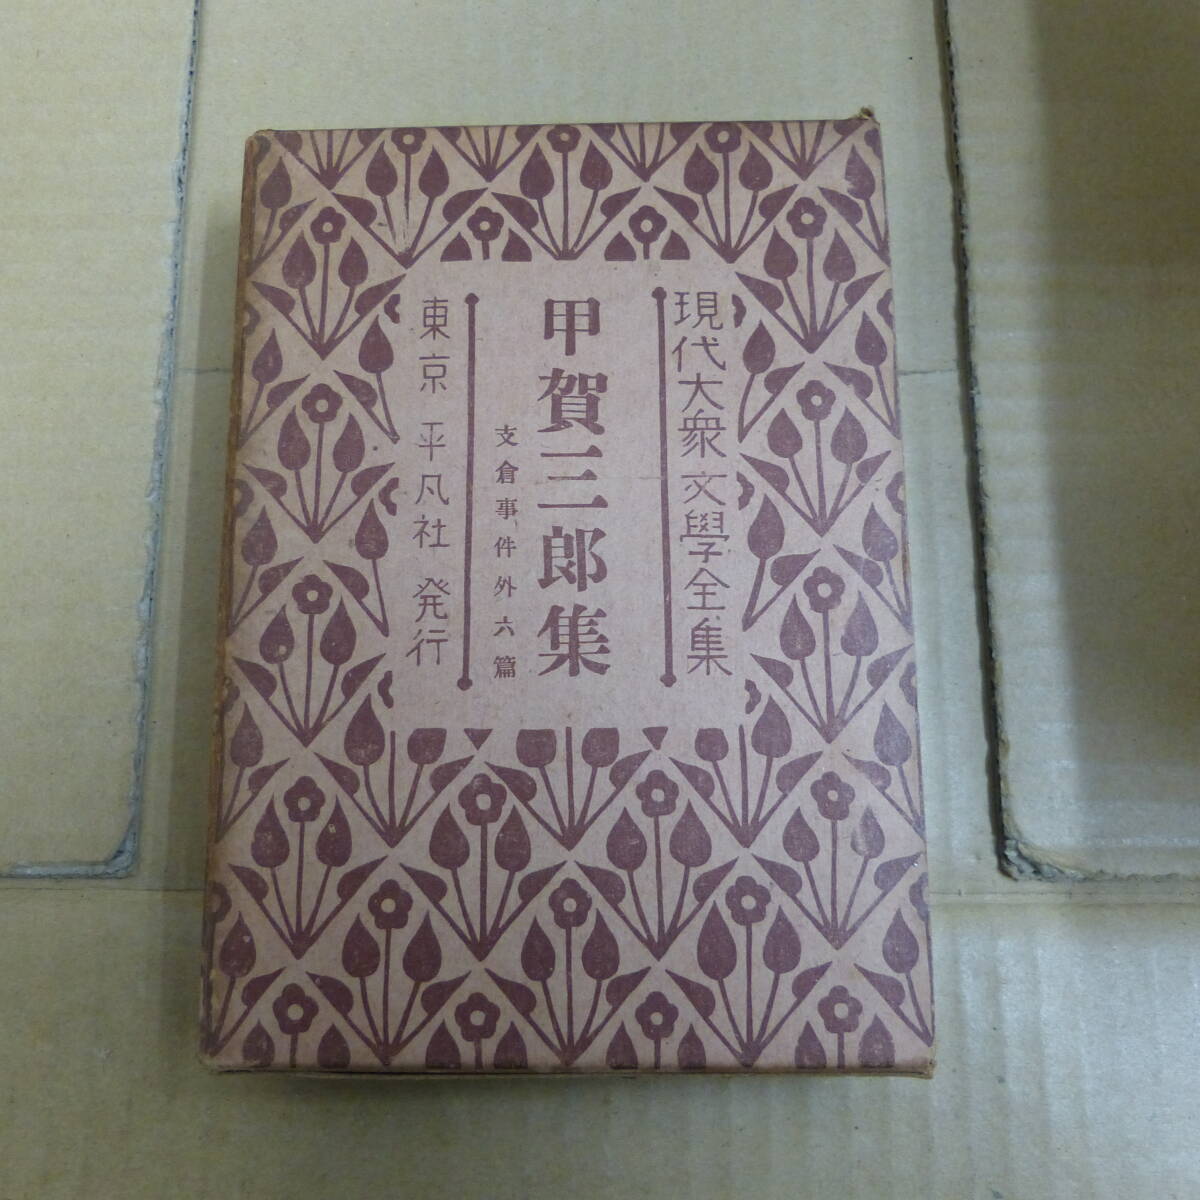 現代大衆文學全集
甲賀三郎集
支倉事件外六篇
東京 平凡社 発行